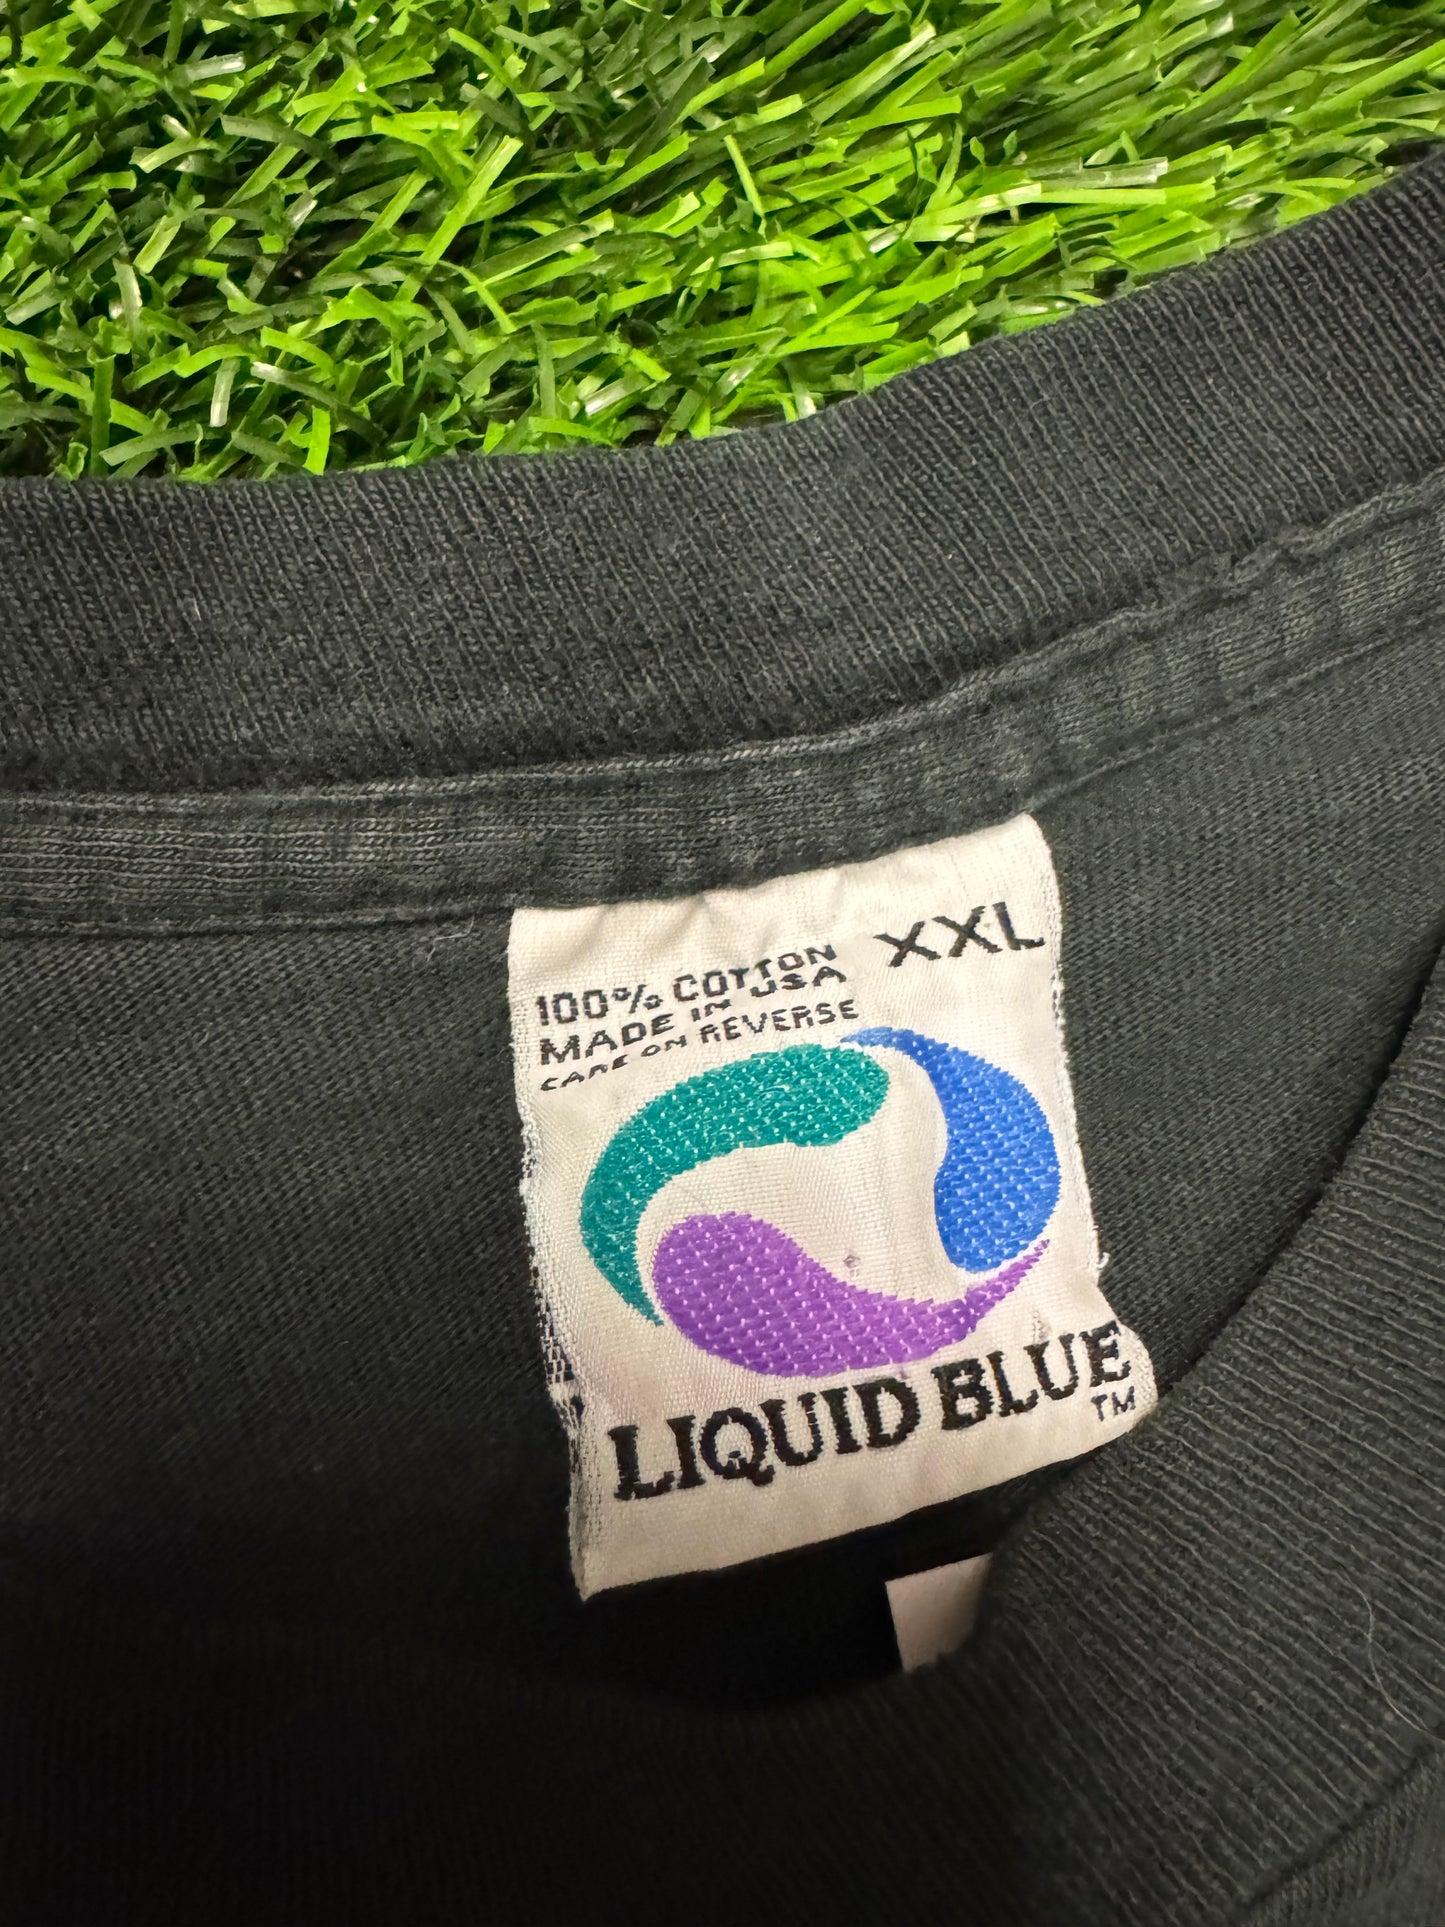 100% COTTON XXL
MADE IN USA
CARE ON REVERSE
LIQUID BLUE
TM